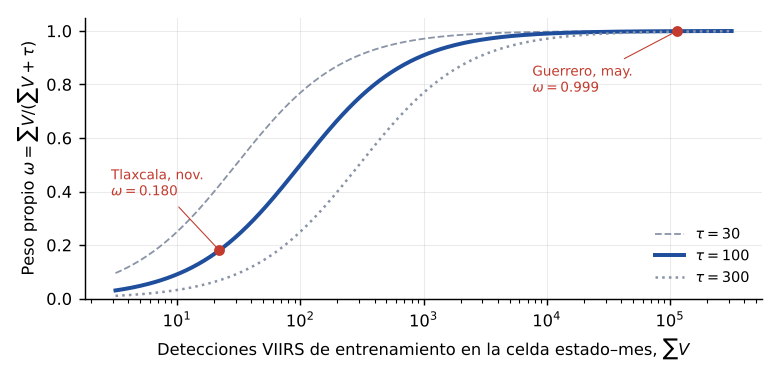 Peso propio ω = ∑V/(∑V + τ)
1.0
0.8
0.6
0.4
0.2
0.0
Guerrero, may.
ω = 0.999
Tlaxcala, nov.
ω = 0.180
τ = 30
τ = 100
τ = 300
10¹
10²
10³
10⁴
10⁵
Detecciones VIIRS de entrenamiento en la celda estado–mes, ∑V